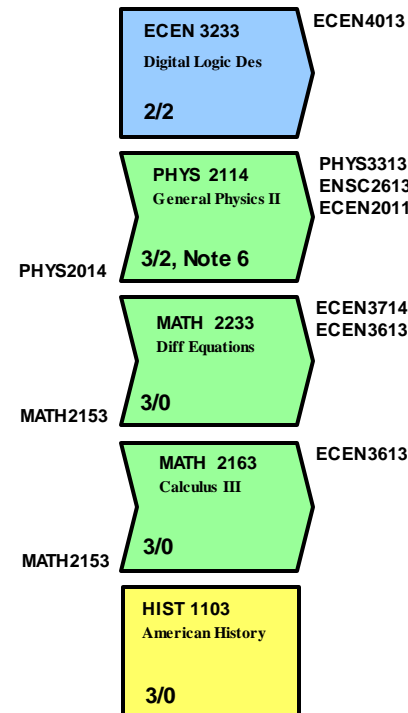 ECEN 3233
Digital Logic Des
2/2
ECEN4013
PHYS 2114
General Physics II
3/2, Note 6
PHYS3313
ENSC2613
ECEN2011
PHYS2014
MATH 2233
Diff Equations
3/0
ECEN3714
ECEN3613
MATH2153
MATH 2163
Calculus III
3/0
ECEN3613
MATH2153
HIST 1103
American History
3/0